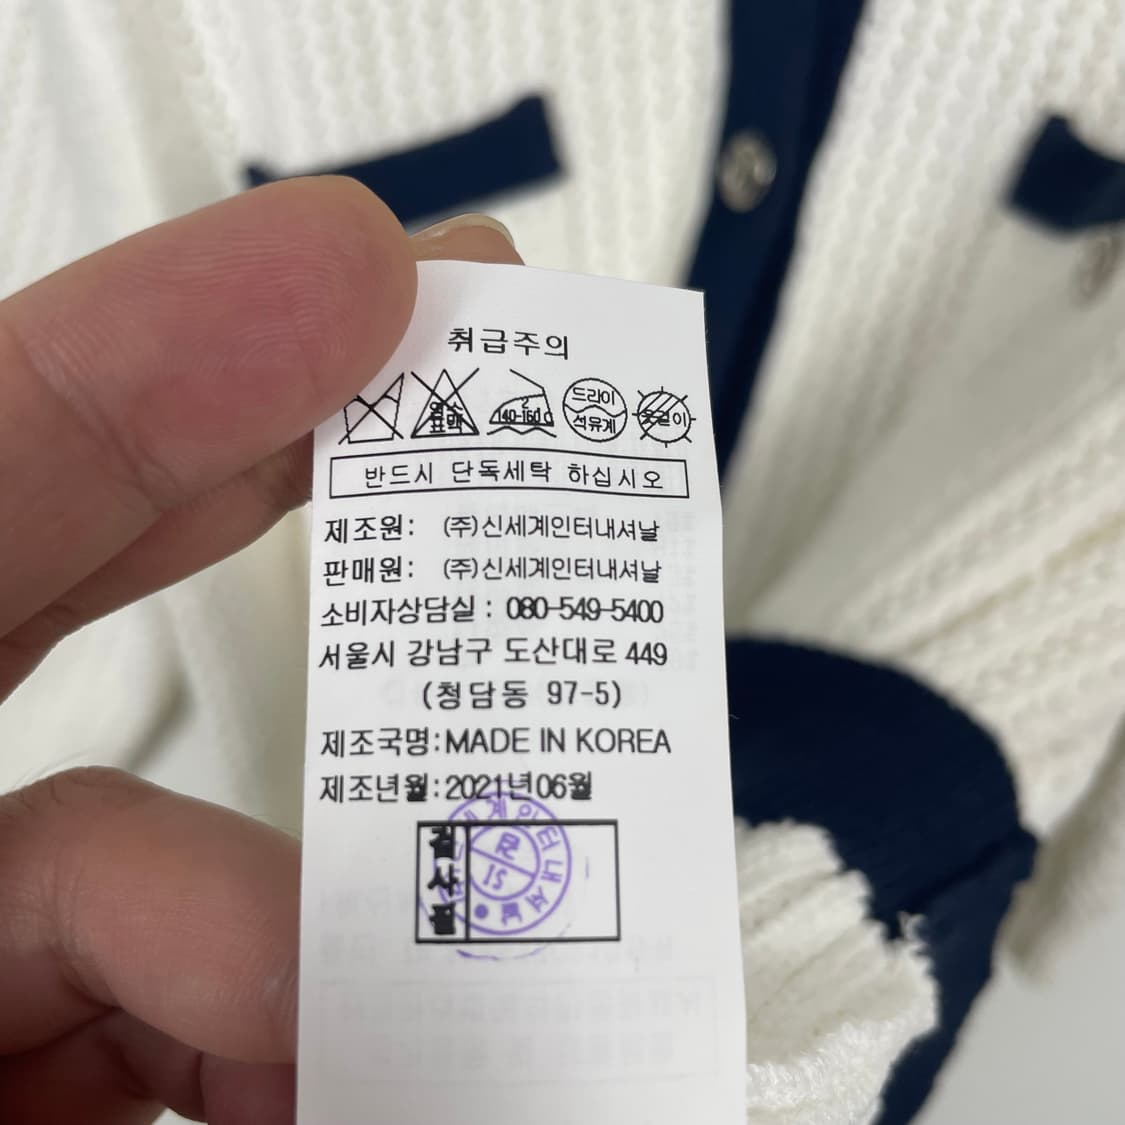 취급주의
염소
표백
2
140-160℃
드라이
석유계
옷걸이
반드시 단독세탁 하십시오
제조원: (주)신세계인터내셔날
판매원: (주)신세계인터내셔날
소비자상담실 : 080-549-5400
서울시 강남구 도산대로 449
(청담동 97-5)
제조국명:MADE IN KOREA
제조년월:2021년06월
검사필